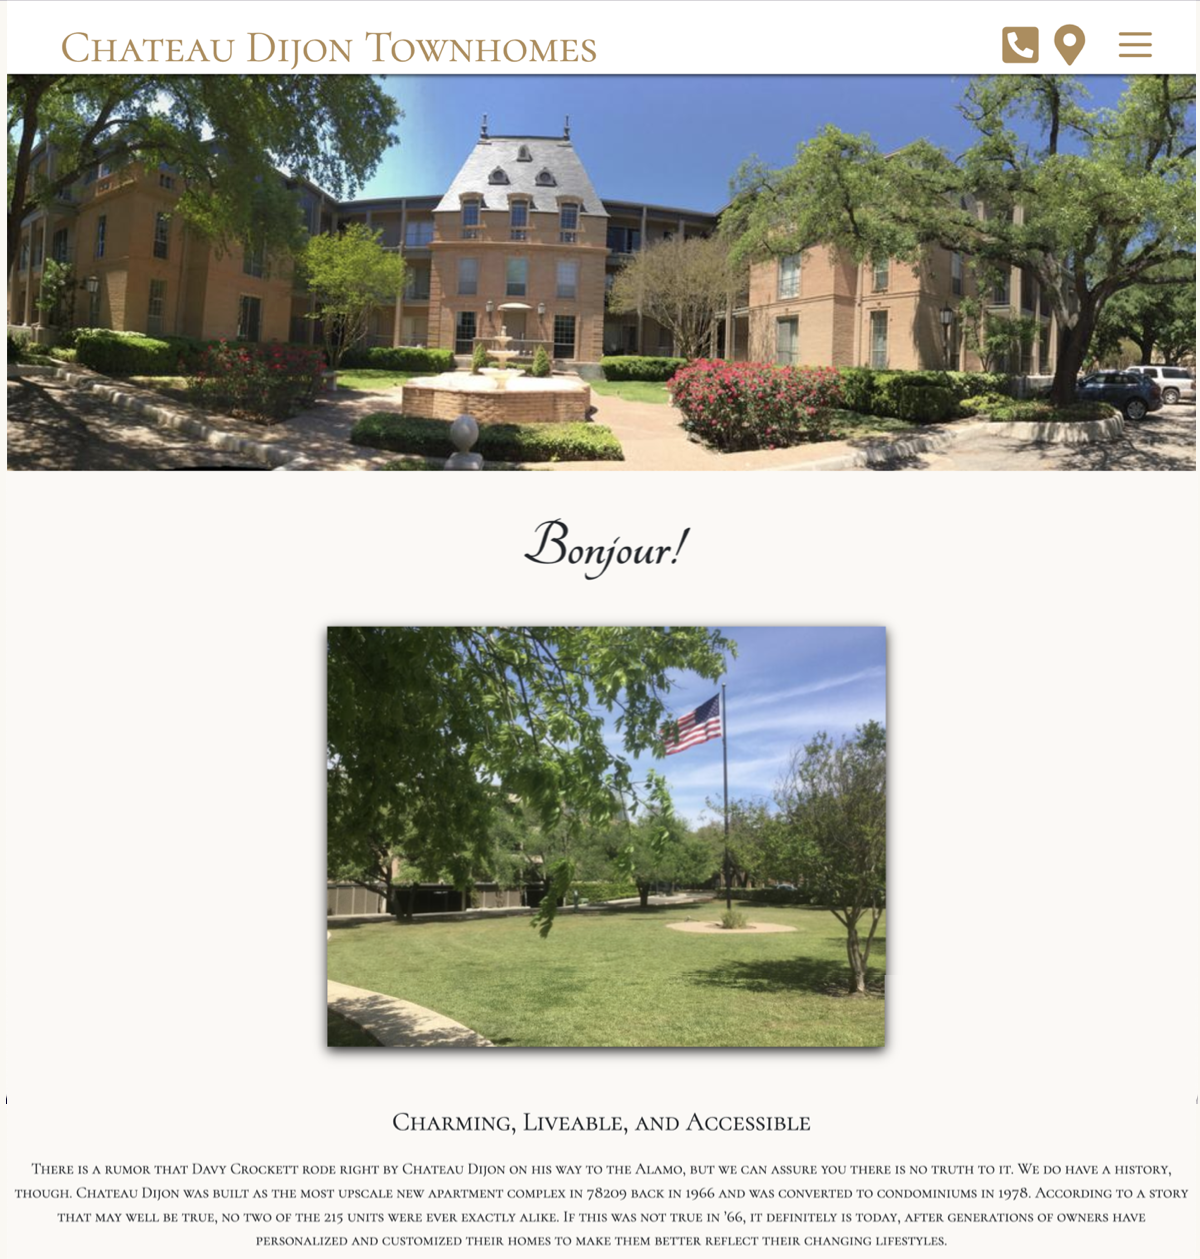 Chateau Dijon Townhomes
Bonjour!
Charming, Liveable, and Accessible
There is a rumor that Davy Crockett rode right by Chateau Dijon on his way to the Alamo, but we can assure you there is no truth to it. We do have a history,
though. Chateau Dijon was built as the most upscale new apartment complex in 78209 back in 1966 and was converted to condominiums in 1978. According to a story
that may well be true, no two of the 215 units were ever exactly alike. If this was not true in '66, it definitely is today, after generations of owners have
personalized and customized their homes to make them better reflect their changing lifestyles.